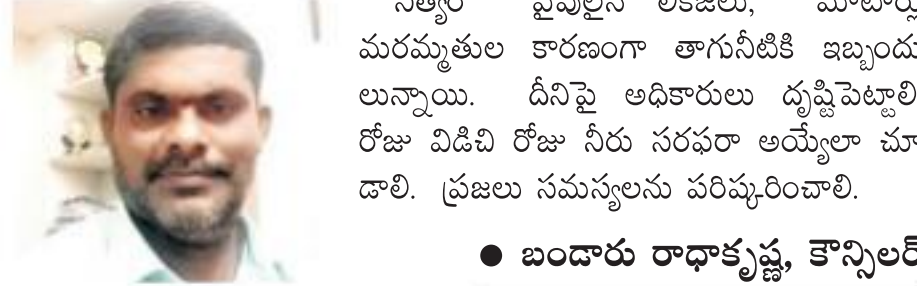 నిత్యం పైపులైన్ లీకేజీలు, మోటార్లు
మరమ్మతుల కారణంగా తాగునీటికి ఇబ్బందు
లున్నాయి. దీనిపై అధికారులు దృష్టిపెట్టాలి
రోజు విడిచి రోజు నీరు సరఫరా అయ్యేలా చూ
డాలి. ప్రజలు సమస్యలను పరిష్కరించాలి.
● బండారు రాధాకృష్ణ, కౌన్సిలర్